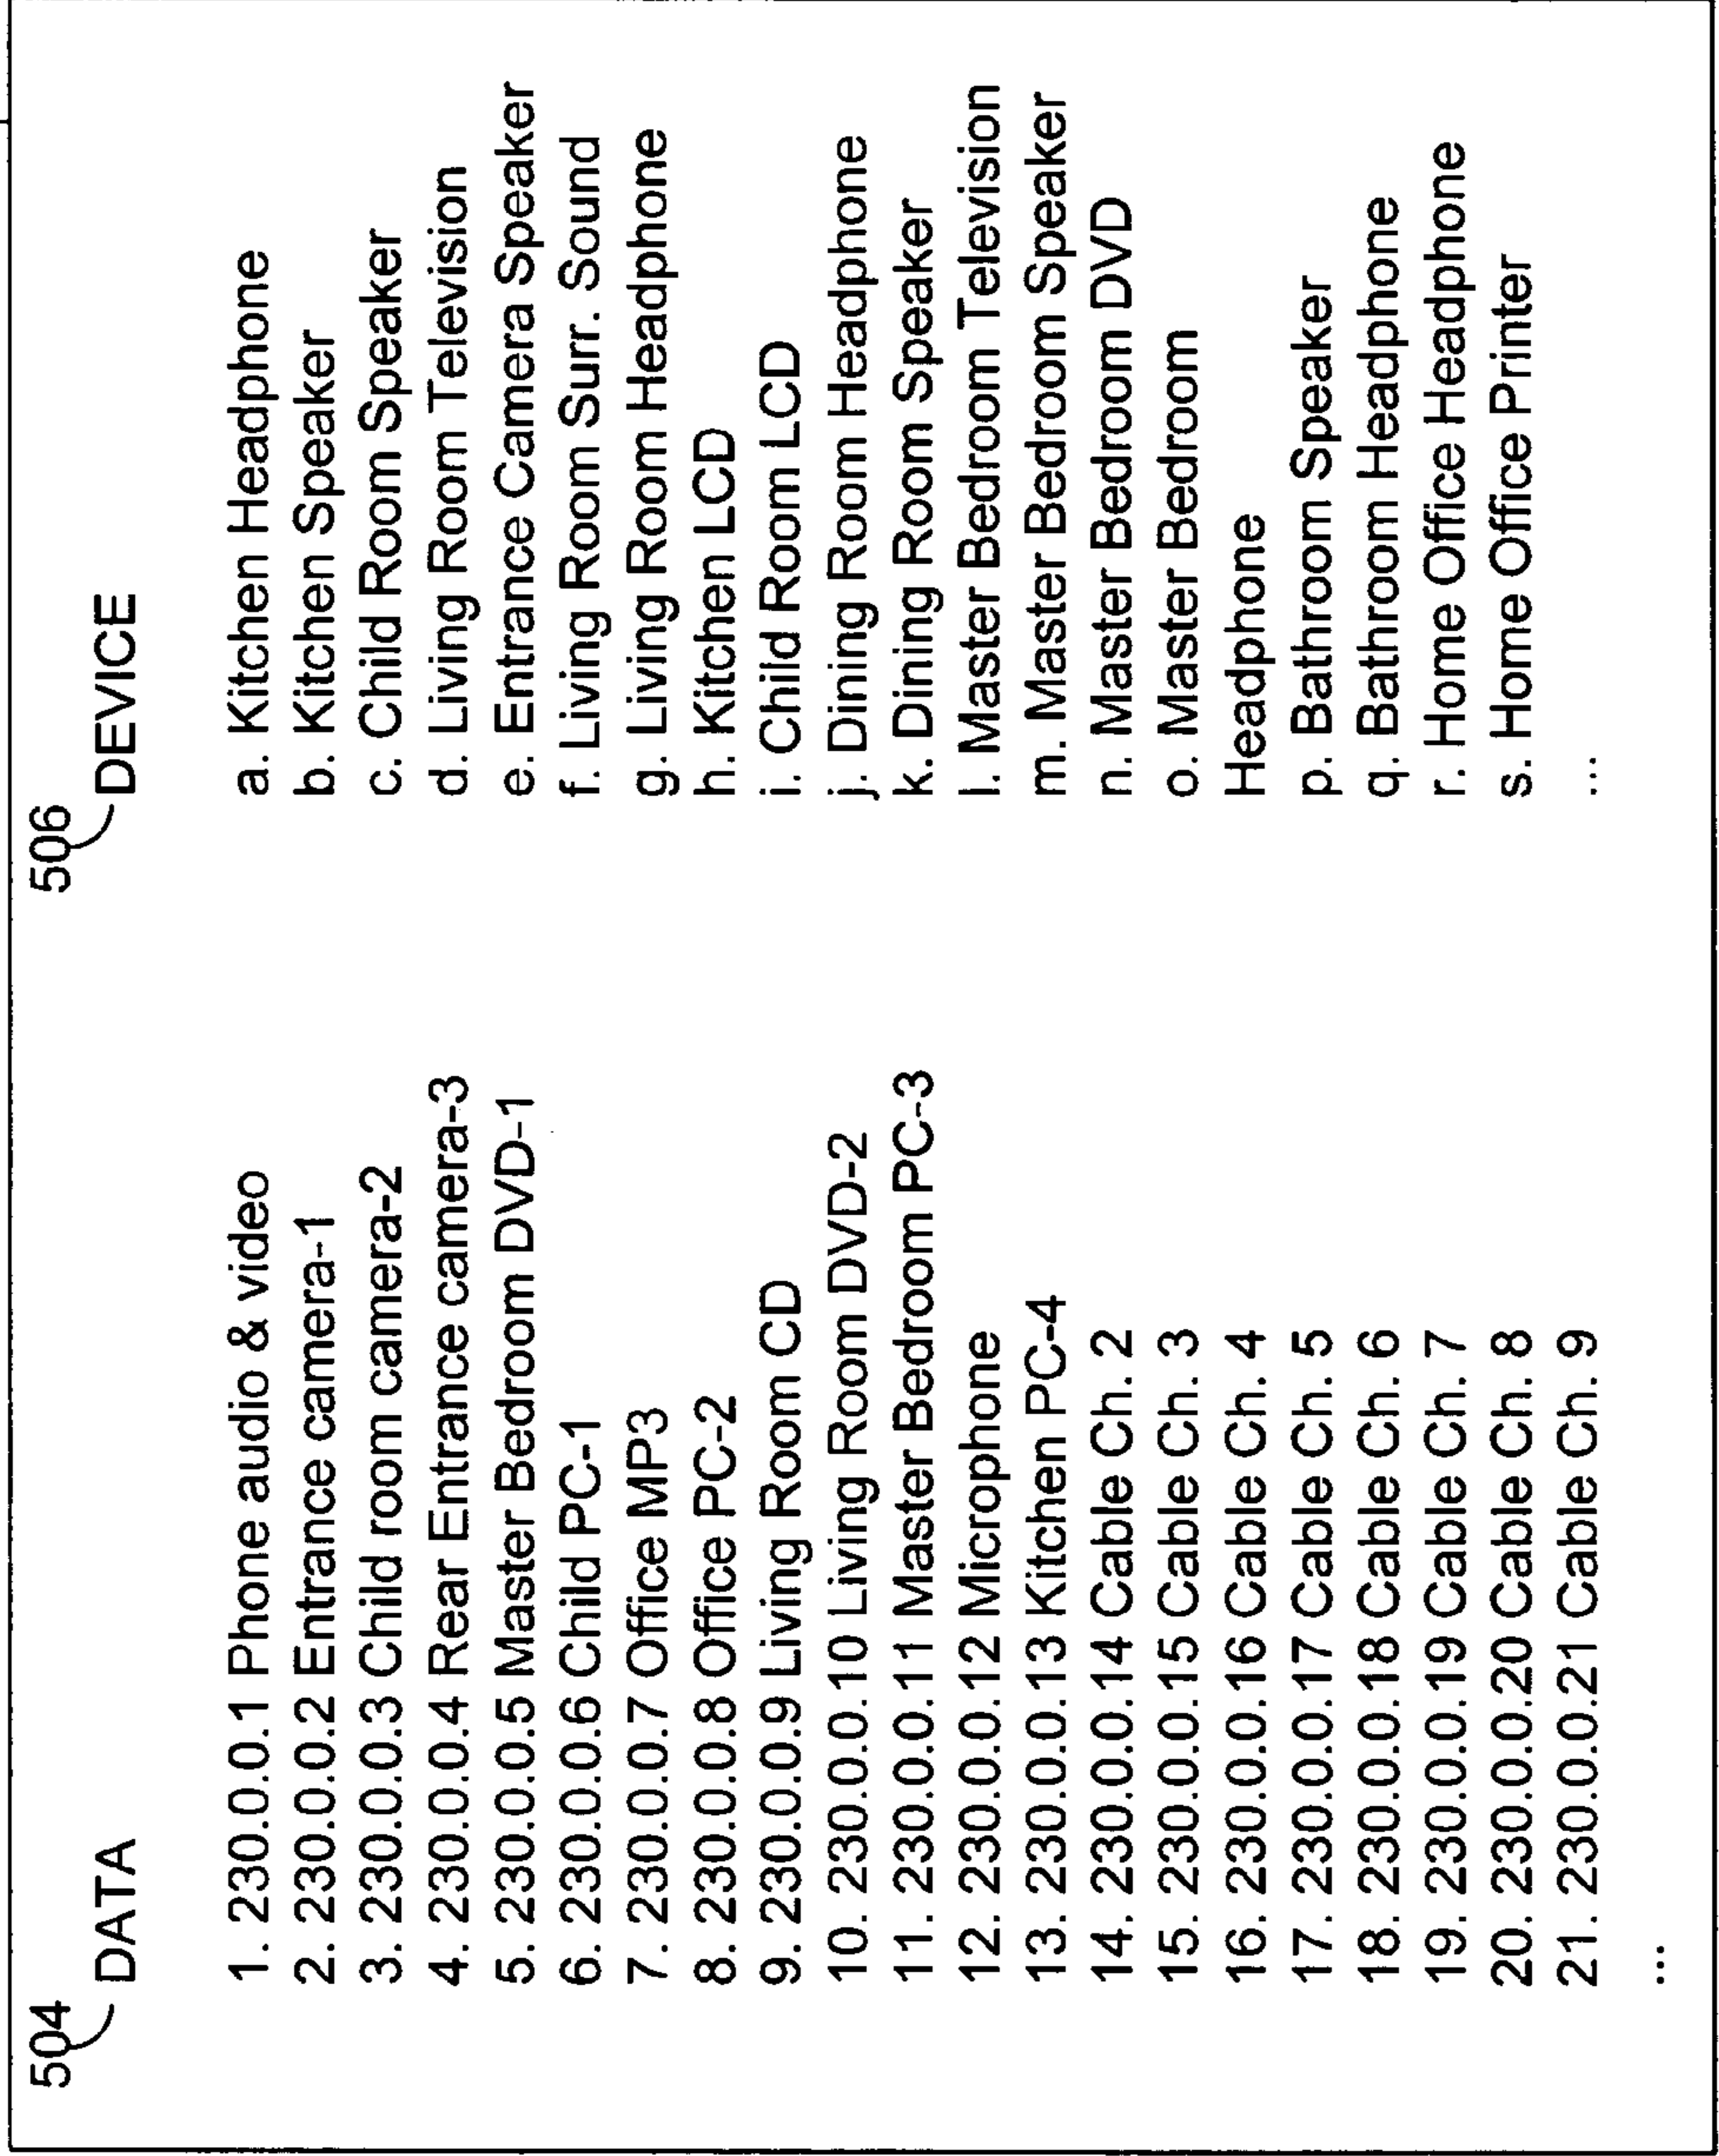 504
DATA
1. 230.0.0.1 Phone audio & video
2. 230.0.0.2 Entrance camera-1
3. 230.0.0.3 Child room camera-2
4. 230.0.0.4 Rear Entrance camera-3
5. 230.0.0.5 Master Bedroom DVD-1
6. 230.0.0.6 Child PC-1
7. 230.0.0.7 Office MP3
8. 230.0.0.8 Office PC-2
9. 230.0.0.9 Living Room CD
10. 230.0.0.10 Living Room DVD-2
11. 230.0.0.11 Master Bedroom PC-3
12. 230.0.0.12 Microphone
13. 230.0.0.13 Kitchen PC-4
14. 230.0.0.14 Cable Ch. 2
15. 230.0.0.15 Cable Ch. 3
16. 230.0.0.16 Cable Ch. 4
17. 230.0.0.17 Cable Ch. 5
18. 230.0.0.18 Cable Ch. 6
19. 230.0.0.19 Cable Ch. 7
20. 230.0.0.20 Cable Ch. 8
21. 230.0.0.21 Cable Ch. 9
...
506
DEVICE
a. Kitchen Headphone
b. Kitchen Speaker
c. Child Room Speaker
d. Living Room Television
e. Entrance Camera Speaker
f. Living Room Surr. Sound
g. Living Room Headphone
h. Kitchen LCD
i. Child Room LCD
j. Dining Room Headphone
k. Dining Room Speaker
l. Master Bedroom Television
m. Master Bedroom Speaker
n. Master Bedroom DVD
o. Master Bedroom
Headphone
p. Bathroom Speaker
q. Bathroom Headphone
r. Home Office Headphone
s. Home Office Printer
...